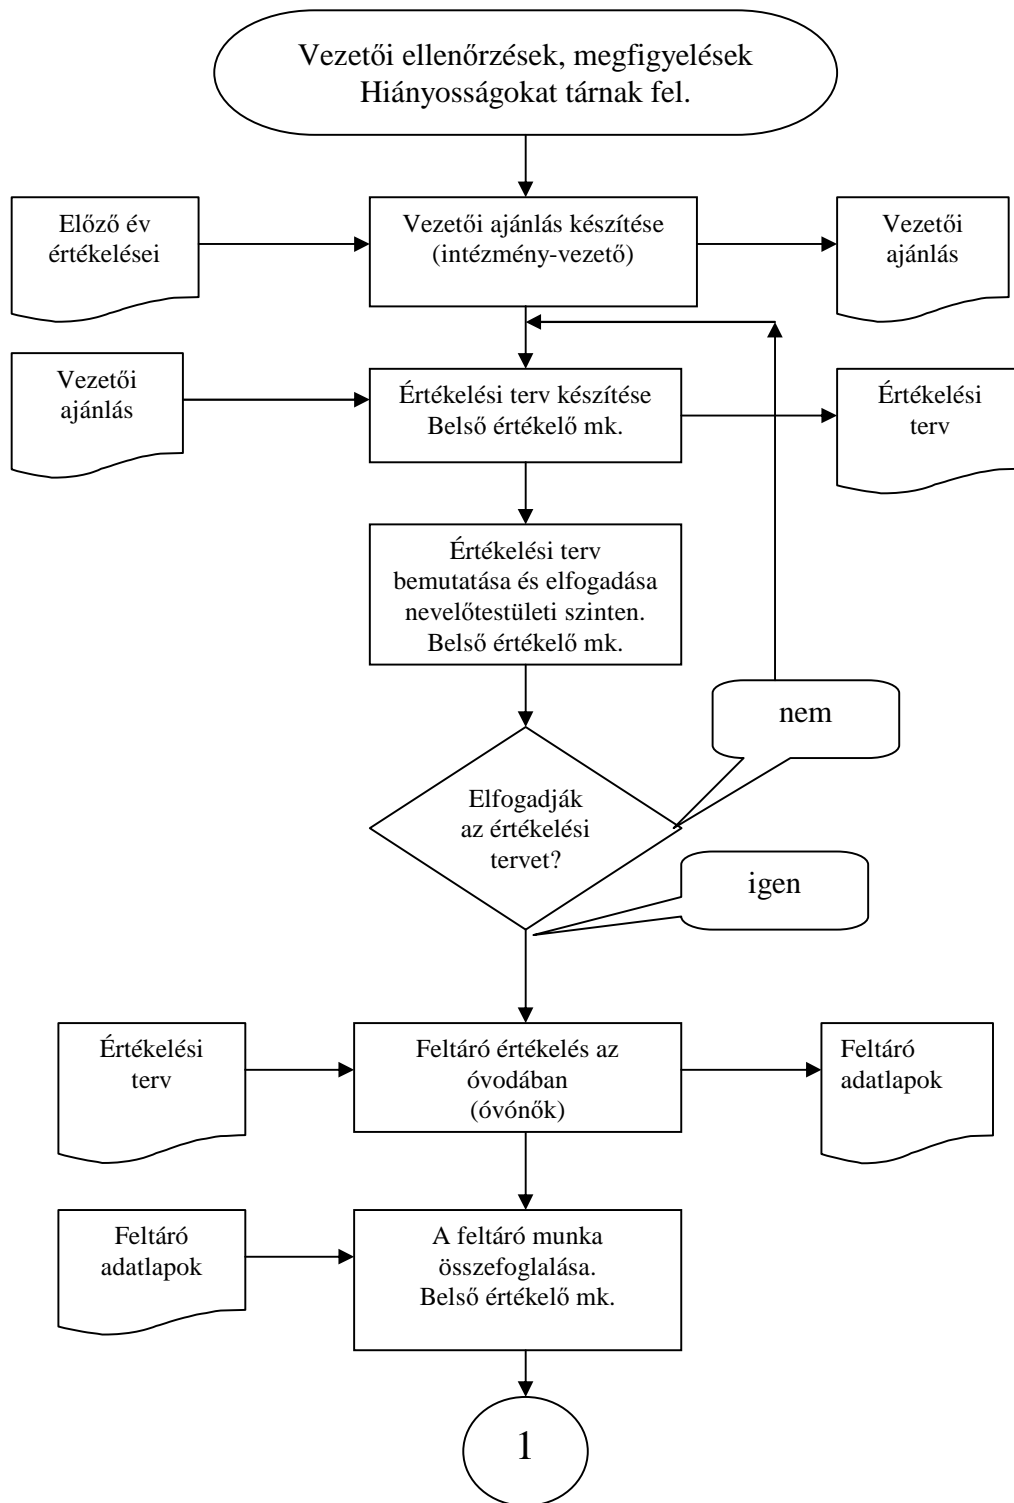 Vezetői ellenőrzések, megfigyelések
Hiányosságokat tárnak fel.
Előző év
értékelései
Vezetői ajánlás készítése
(intézmény-vezető)
Vezetői
ajánlás
Vezetői
ajánlás
Értékelési terv készítése
Belső értékelő mk.
Értékelési
terv
Értékelési terv
bemutatása és elfogadása
nevelőtestületi szinten.
Belső értékelő mk.
nem
Elfogadják
az értékelési
tervet?
igen
Értékelési
terv
Feltáró értékelés az
óvodában
(óvónők)
Feltáró
adatlapok
Feltáró
adatlapok
A feltáró munka
összefoglalása.
Belső értékelő mk.
1